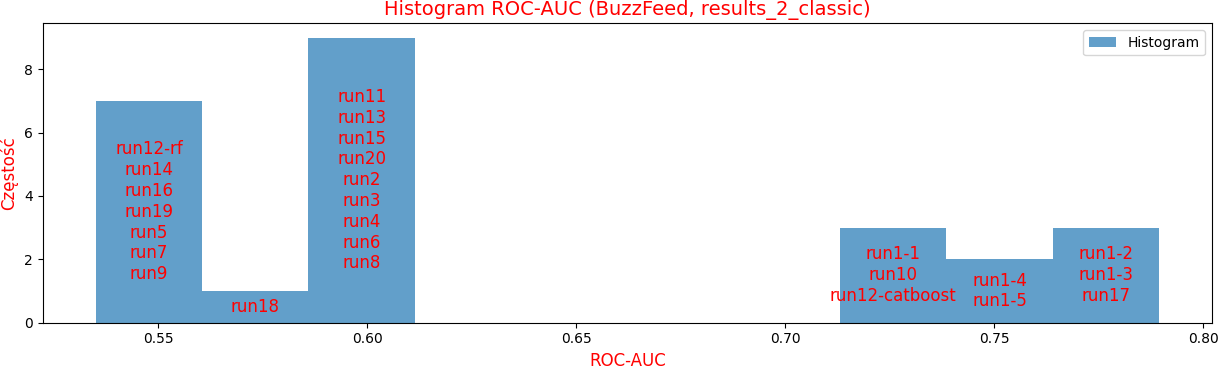 Histogram ROC-AUC (BuzzFeed, results_2_classic)
Histogram
Częstość
8
6
4
2
0
run12-rf
run14
run16
run19
run5
run7
run9
run18
run11
run13
run15
run20
run2
run3
run4
run6
run8
run1-1
run10
run12-catboost
run1-4
run1-5
run1-2
run1-3
run17
0.55 0.60 0.65 0.70 0.75 0.80
ROC-AUC